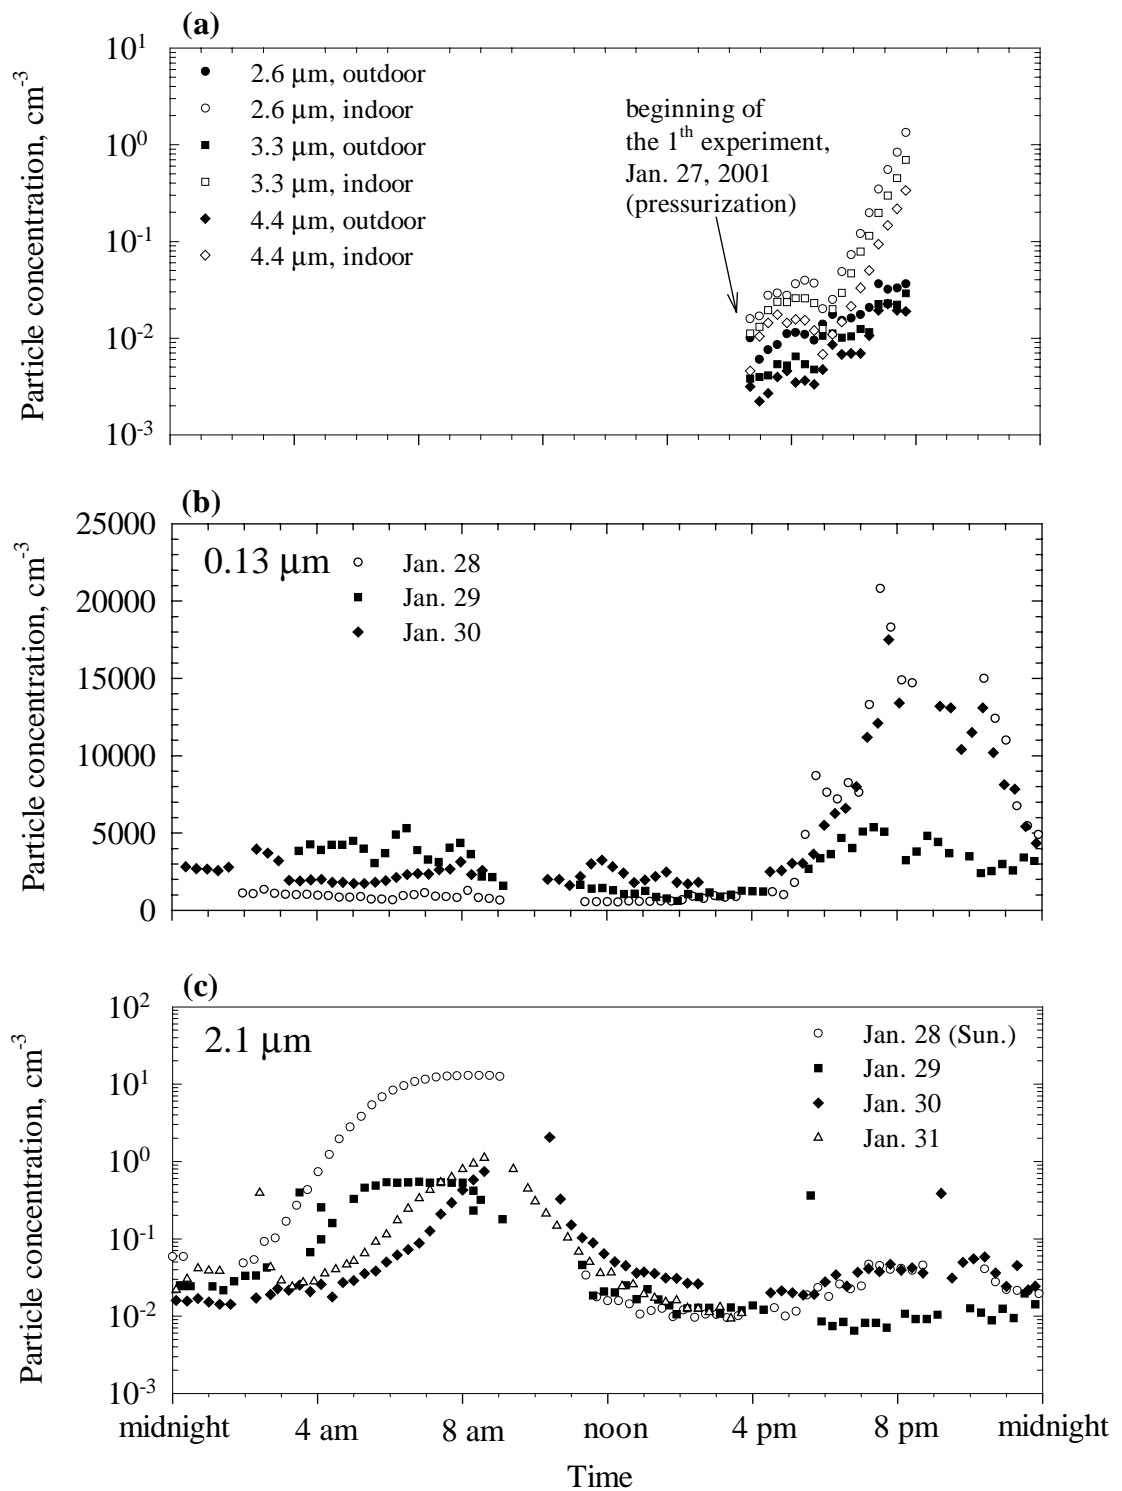 (a)
Particle concentration, cm-3
10^1
10^0
10^-1
10^-2
10^-3
2.6 μm, outdoor
2.6 μm, indoor
3.3 μm, outdoor
3.3 μm, indoor
4.4 μm, outdoor
4.4 μm, indoor
beginning of
the 1th experiment,
Jan. 27, 2001
(pressurization)
(b)
Particle concentration, cm-3
25000
20000
15000
10000
5000
0
0.13 μm
Jan. 28
Jan. 29
Jan. 30
(c)
Particle concentration, cm-3
10^2
10^1
10^0
10^-1
10^-2
10^-3
2.1 μm
Jan. 28 (Sun.)
Jan. 29
Jan. 30
Jan. 31
midnight 4 am 8 am noon 4 pm 8 pm midnight
Time